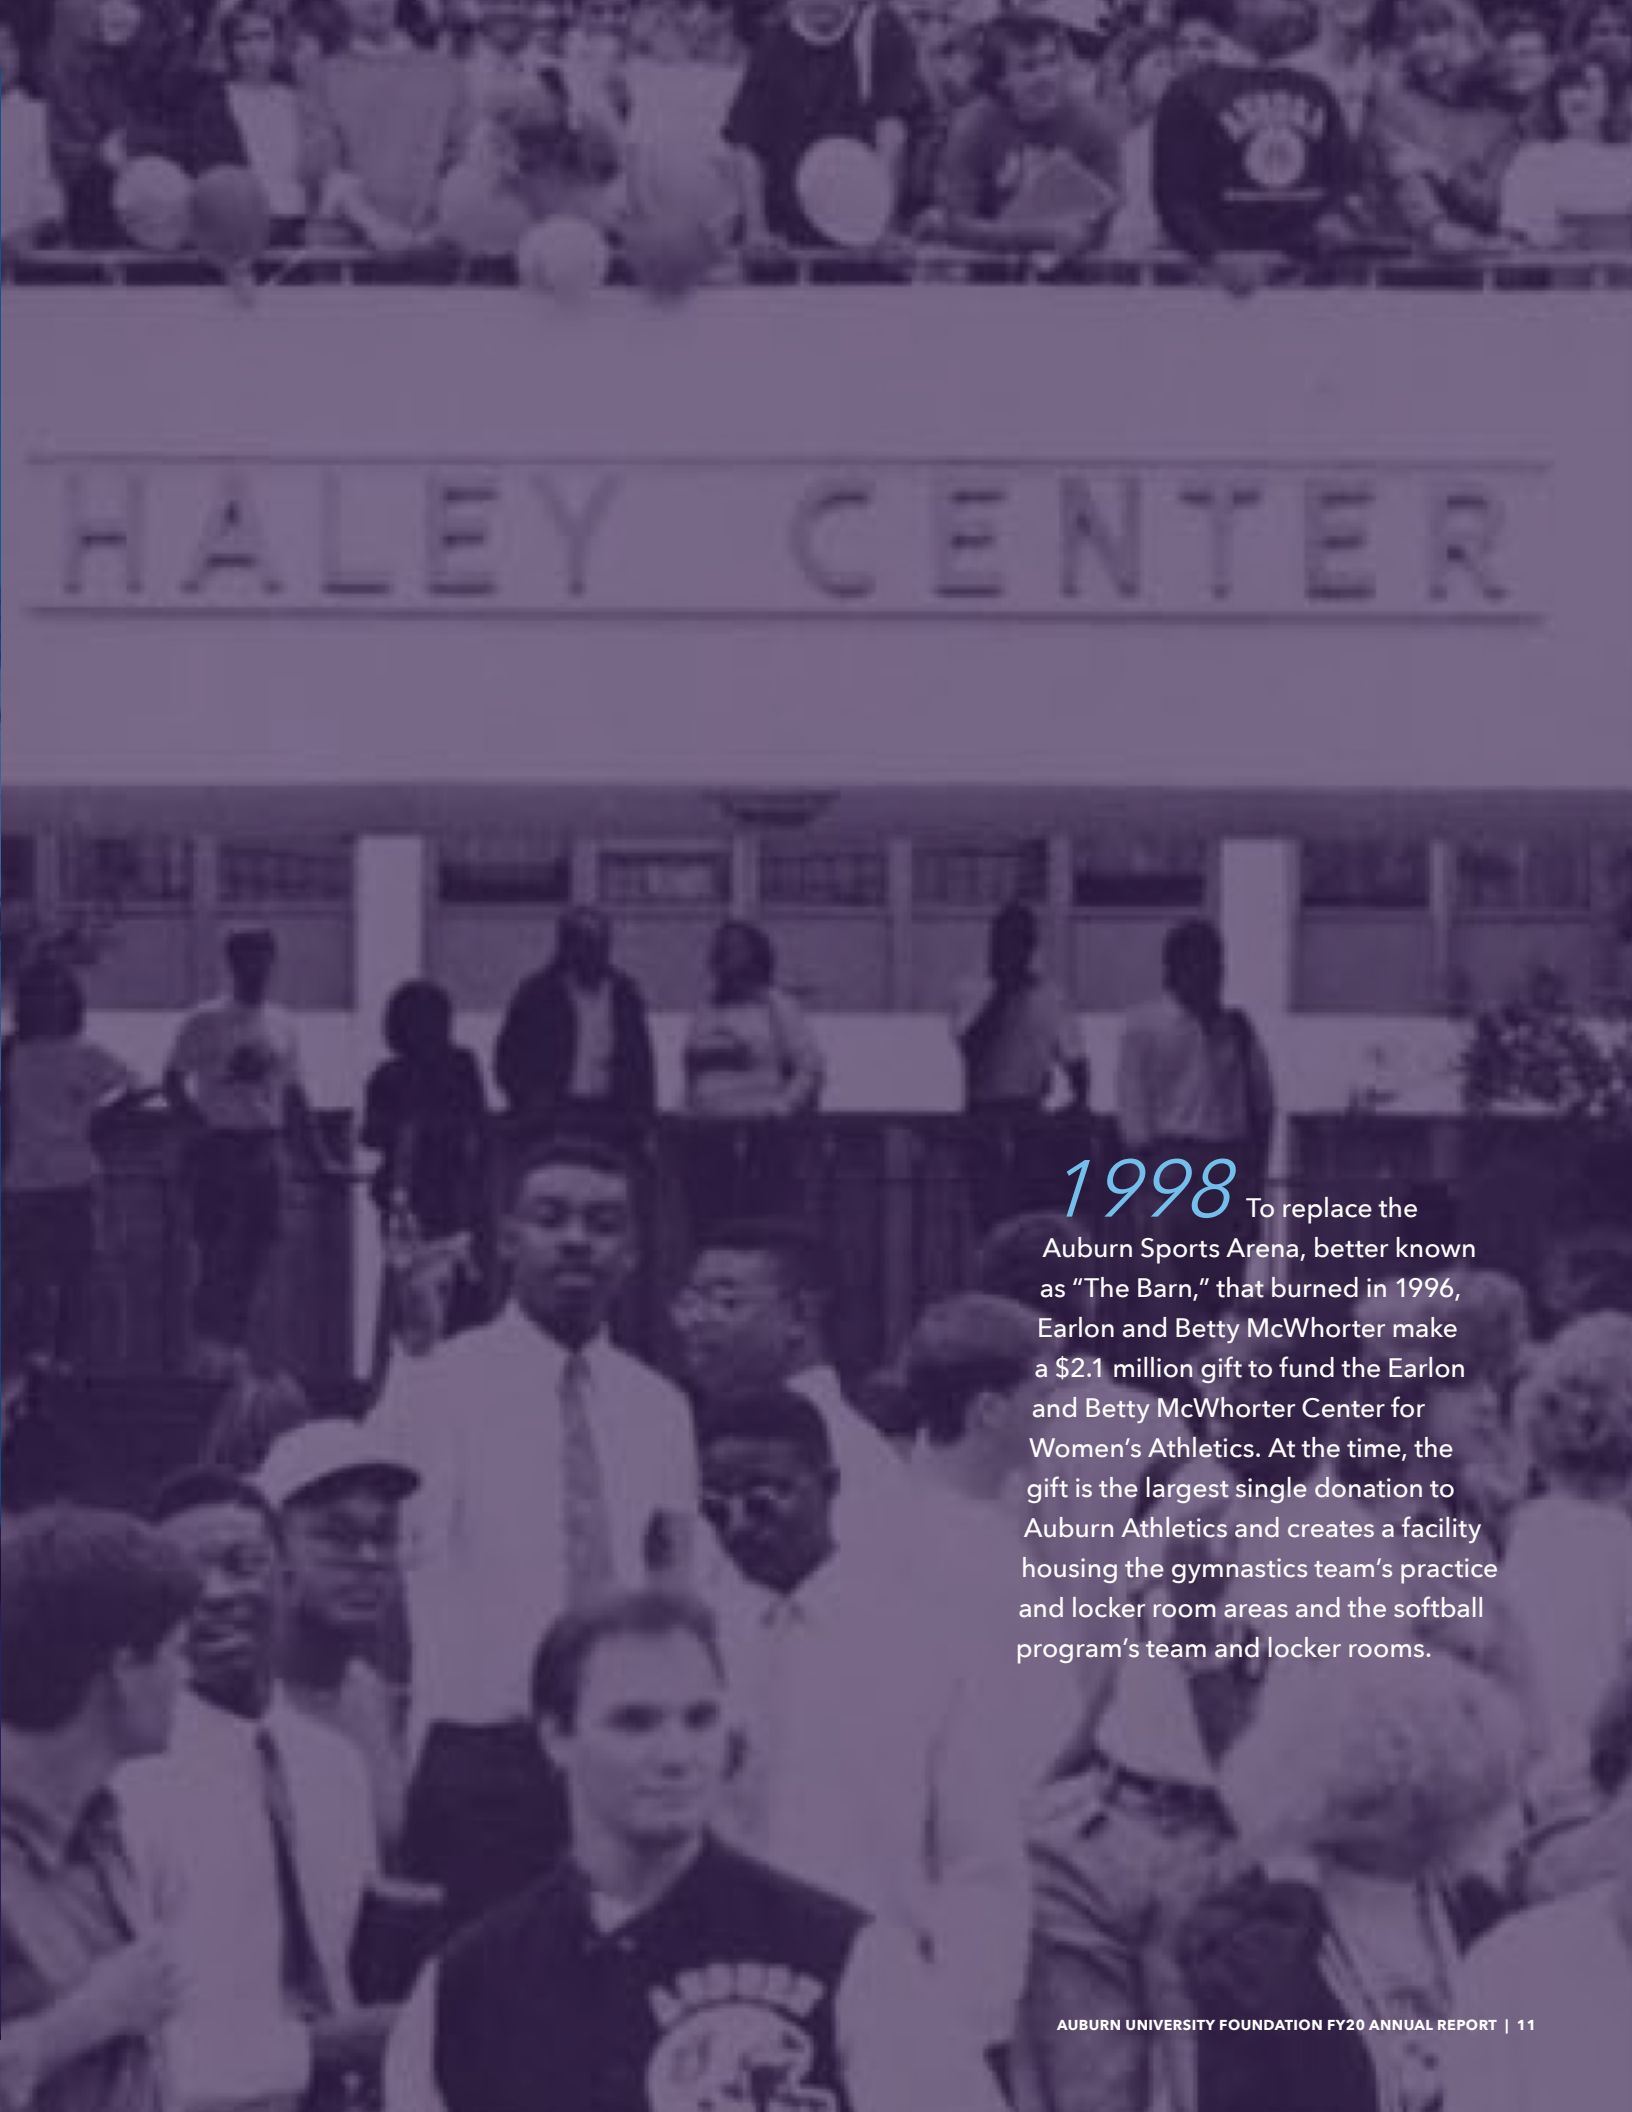 HALEY CENTER
1998 To replace the
Auburn Sports Arena, better known
as “The Barn,” that burned in 1996,
Earlon and Betty McWhorter make
a $2.1 million gift to fund the Earlon
and Betty McWhorter Center for
Women’s Athletics. At the time, the
gift is the largest single donation to
Auburn Athletics and creates a facility
housing the gymnastics team’s practice
and locker room areas and the softball
program’s team and locker rooms.
AUBURN UNIVERSITY FOUNDATION FY20 ANNUAL REPORT | 11